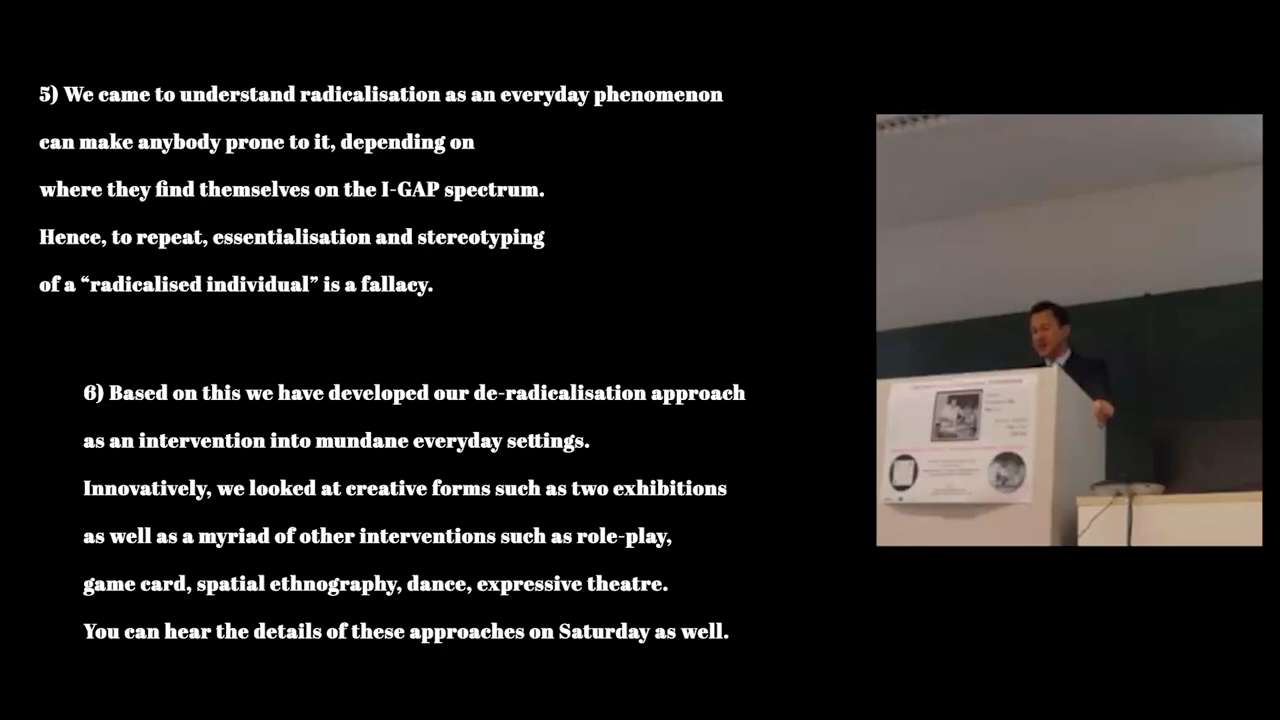 5) We came to understand radicalisation as an everyday phenomenon
can make anybody prone to it, depending on
where they find themselves on the I-GAP spectrum.
Hence, to repeat, essentialisation and stereotyping
of a “radicalised individual” is a fallacy.
6) Based on this we have developed our de-radicalisation approach
as an intervention into mundane everyday settings.
Innovatively, we looked at creative forms such as two exhibitions
as well as a myriad of other interventions such as role-play,
game card, spatial ethnography, dance, expressive theatre.
You can hear the details of these approaches on Saturday as well.